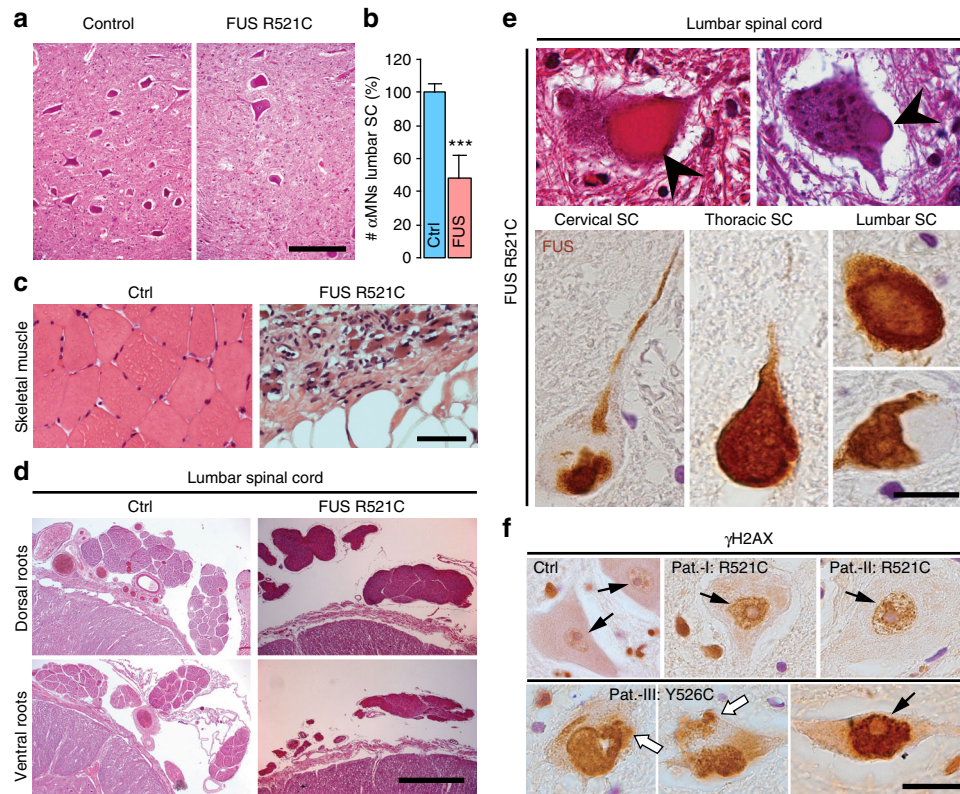 a
Control
FUS R521C
b
# αMNs lumbar SC (%)
120
100
80
60
40
20
0
***
Ctrl
FUS
c
Ctrl
FUS R521C
Skeletal muscle
d
Lumbar spinal cord
Ctrl
FUS R521C
Dorsal roots
Ventral roots
e
Lumbar spinal cord
FUS R521C
Cervical SC
Thoracic SC
Lumbar SC
FUS
f
γH2AX
Ctrl
Pat.-I: R521C
Pat.-II: R521C
Pat.-III: Y526C